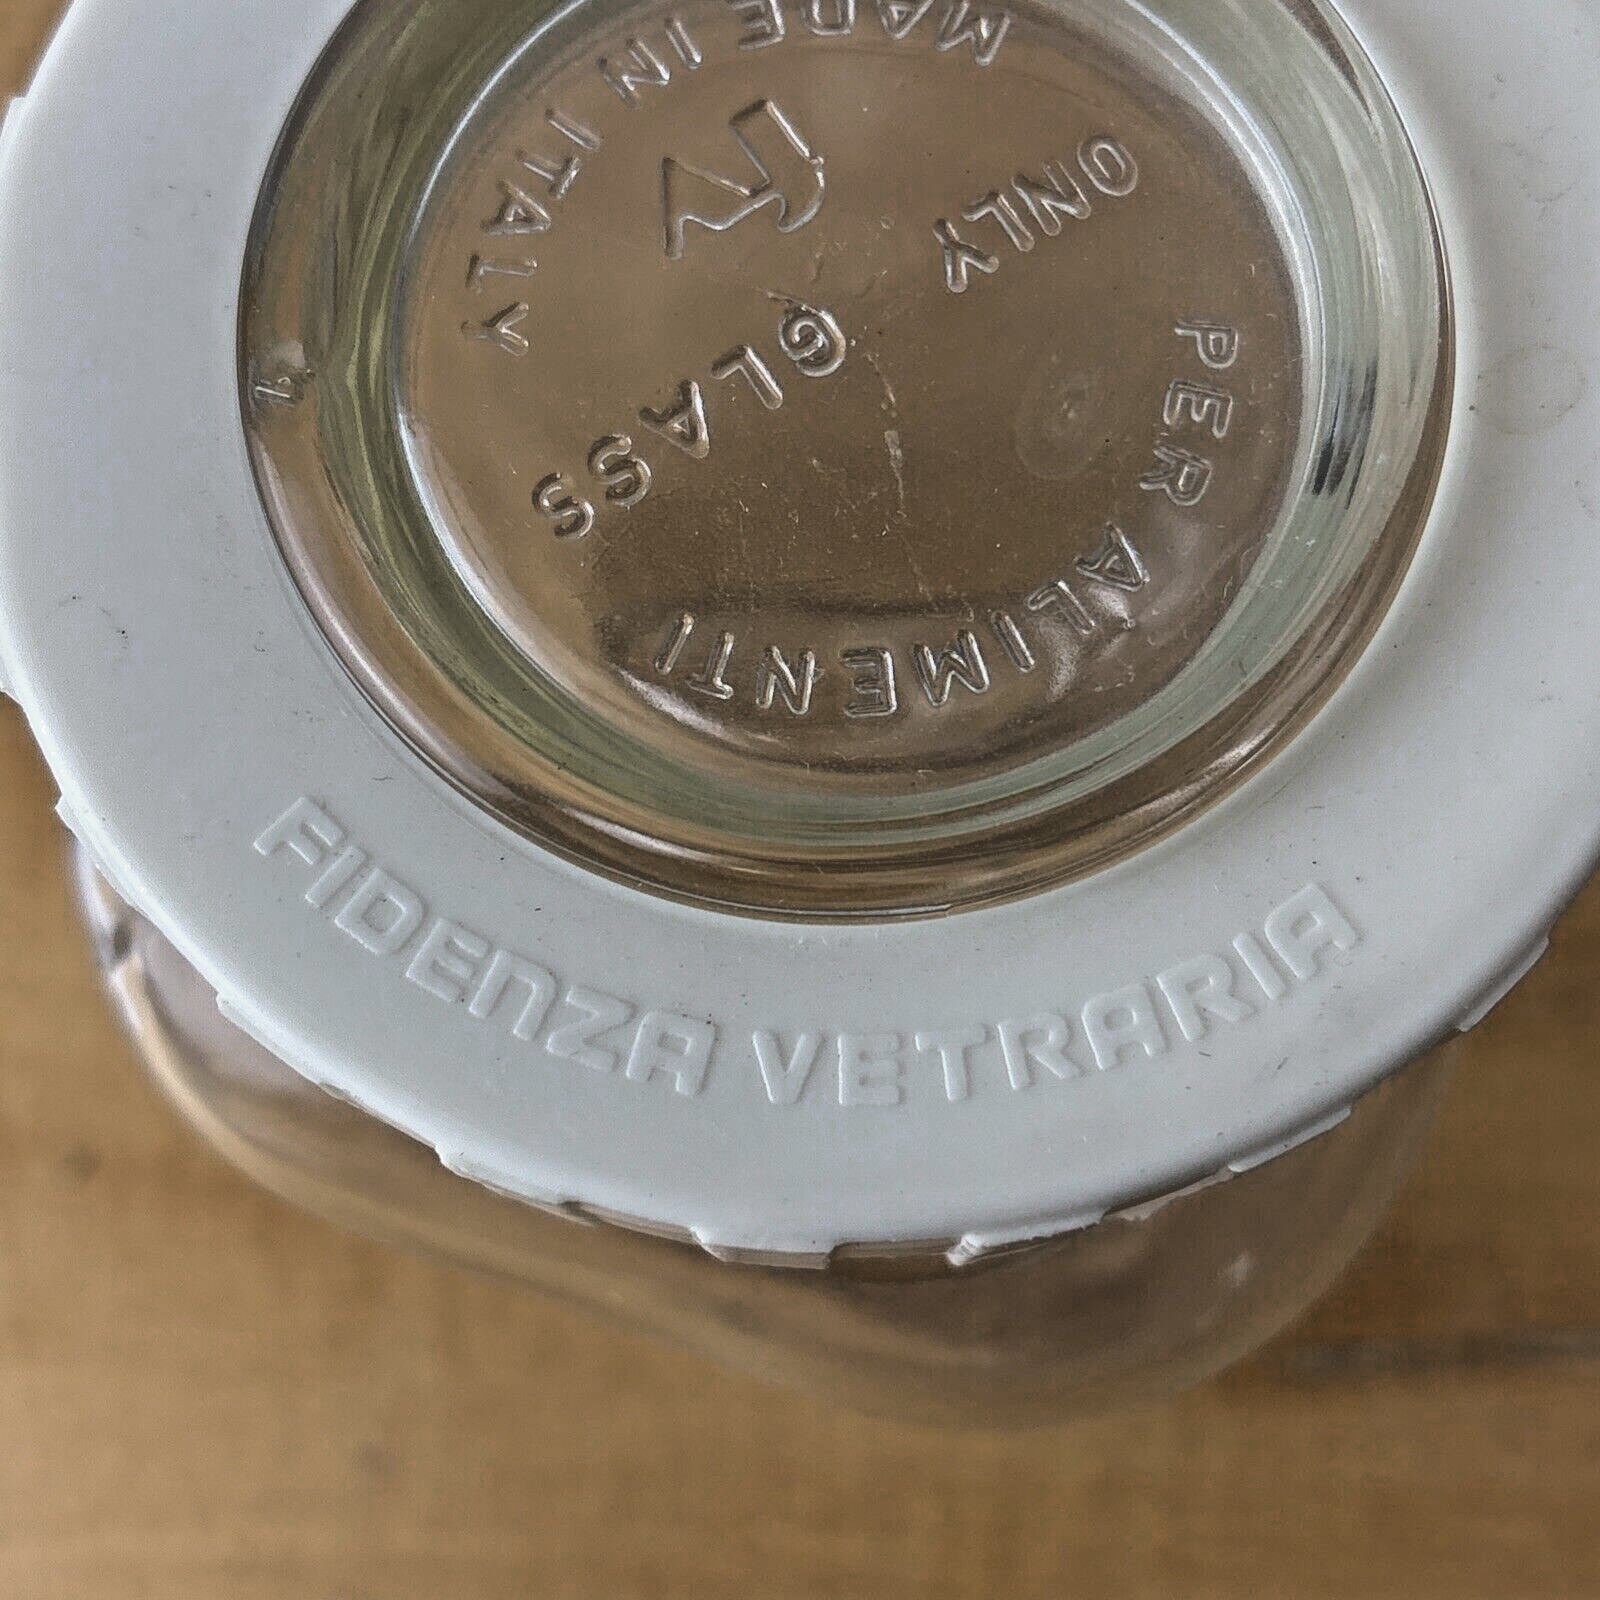 MADE IN ITALY
ONLY GLASS
PER ALIMENTI
FIDENZA VETRARIA